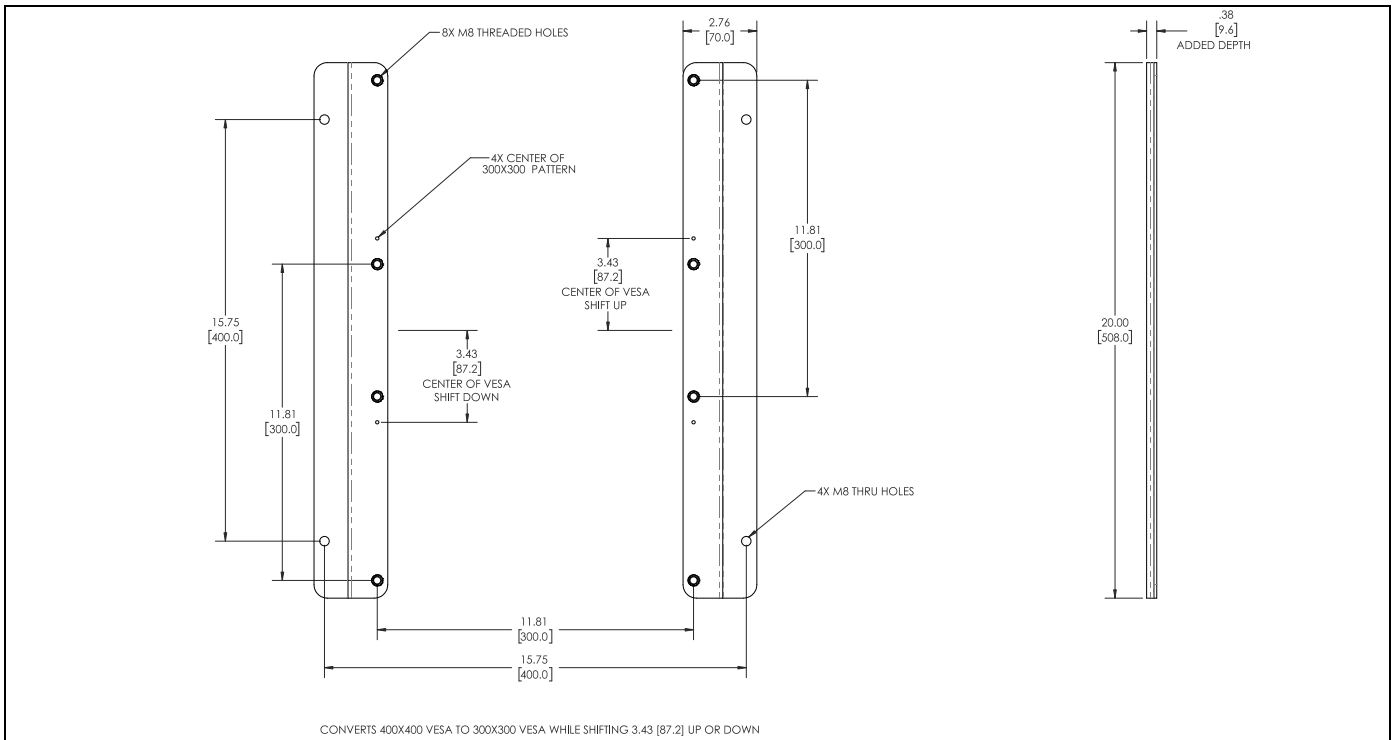 8X M8 THREADED HOLES
2.76
[70.0]
.38
[9.6]
ADDED DEPTH
4X CENTER OF
300X300 PATTERN
11.81
[300.0]
3.43
[87.2]
CENTER OF VESA
SHIFT UP
15.75
[400.0]
20.00
[508.0]
3.43
[87.2]
CENTER OF VESA
SHIFT DOWN
11.81
[300.0]
4X M8 THRU HOLES
11.81
[300.0]
15.75
[400.0]
CONVERTS 400X400 VESA TO 300X300 VESA WHILE SHIFTING 3.43 [87.2] UP OR DOWN